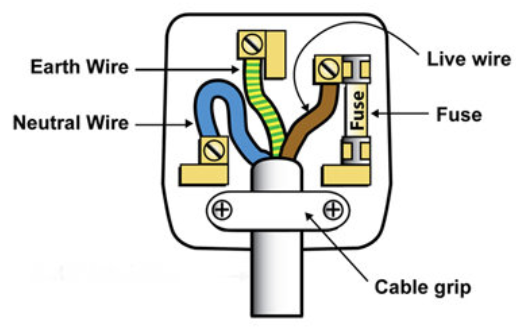 Earth Wire
Live wire
Neutral Wire
Fuse
Fuse
Cable grip